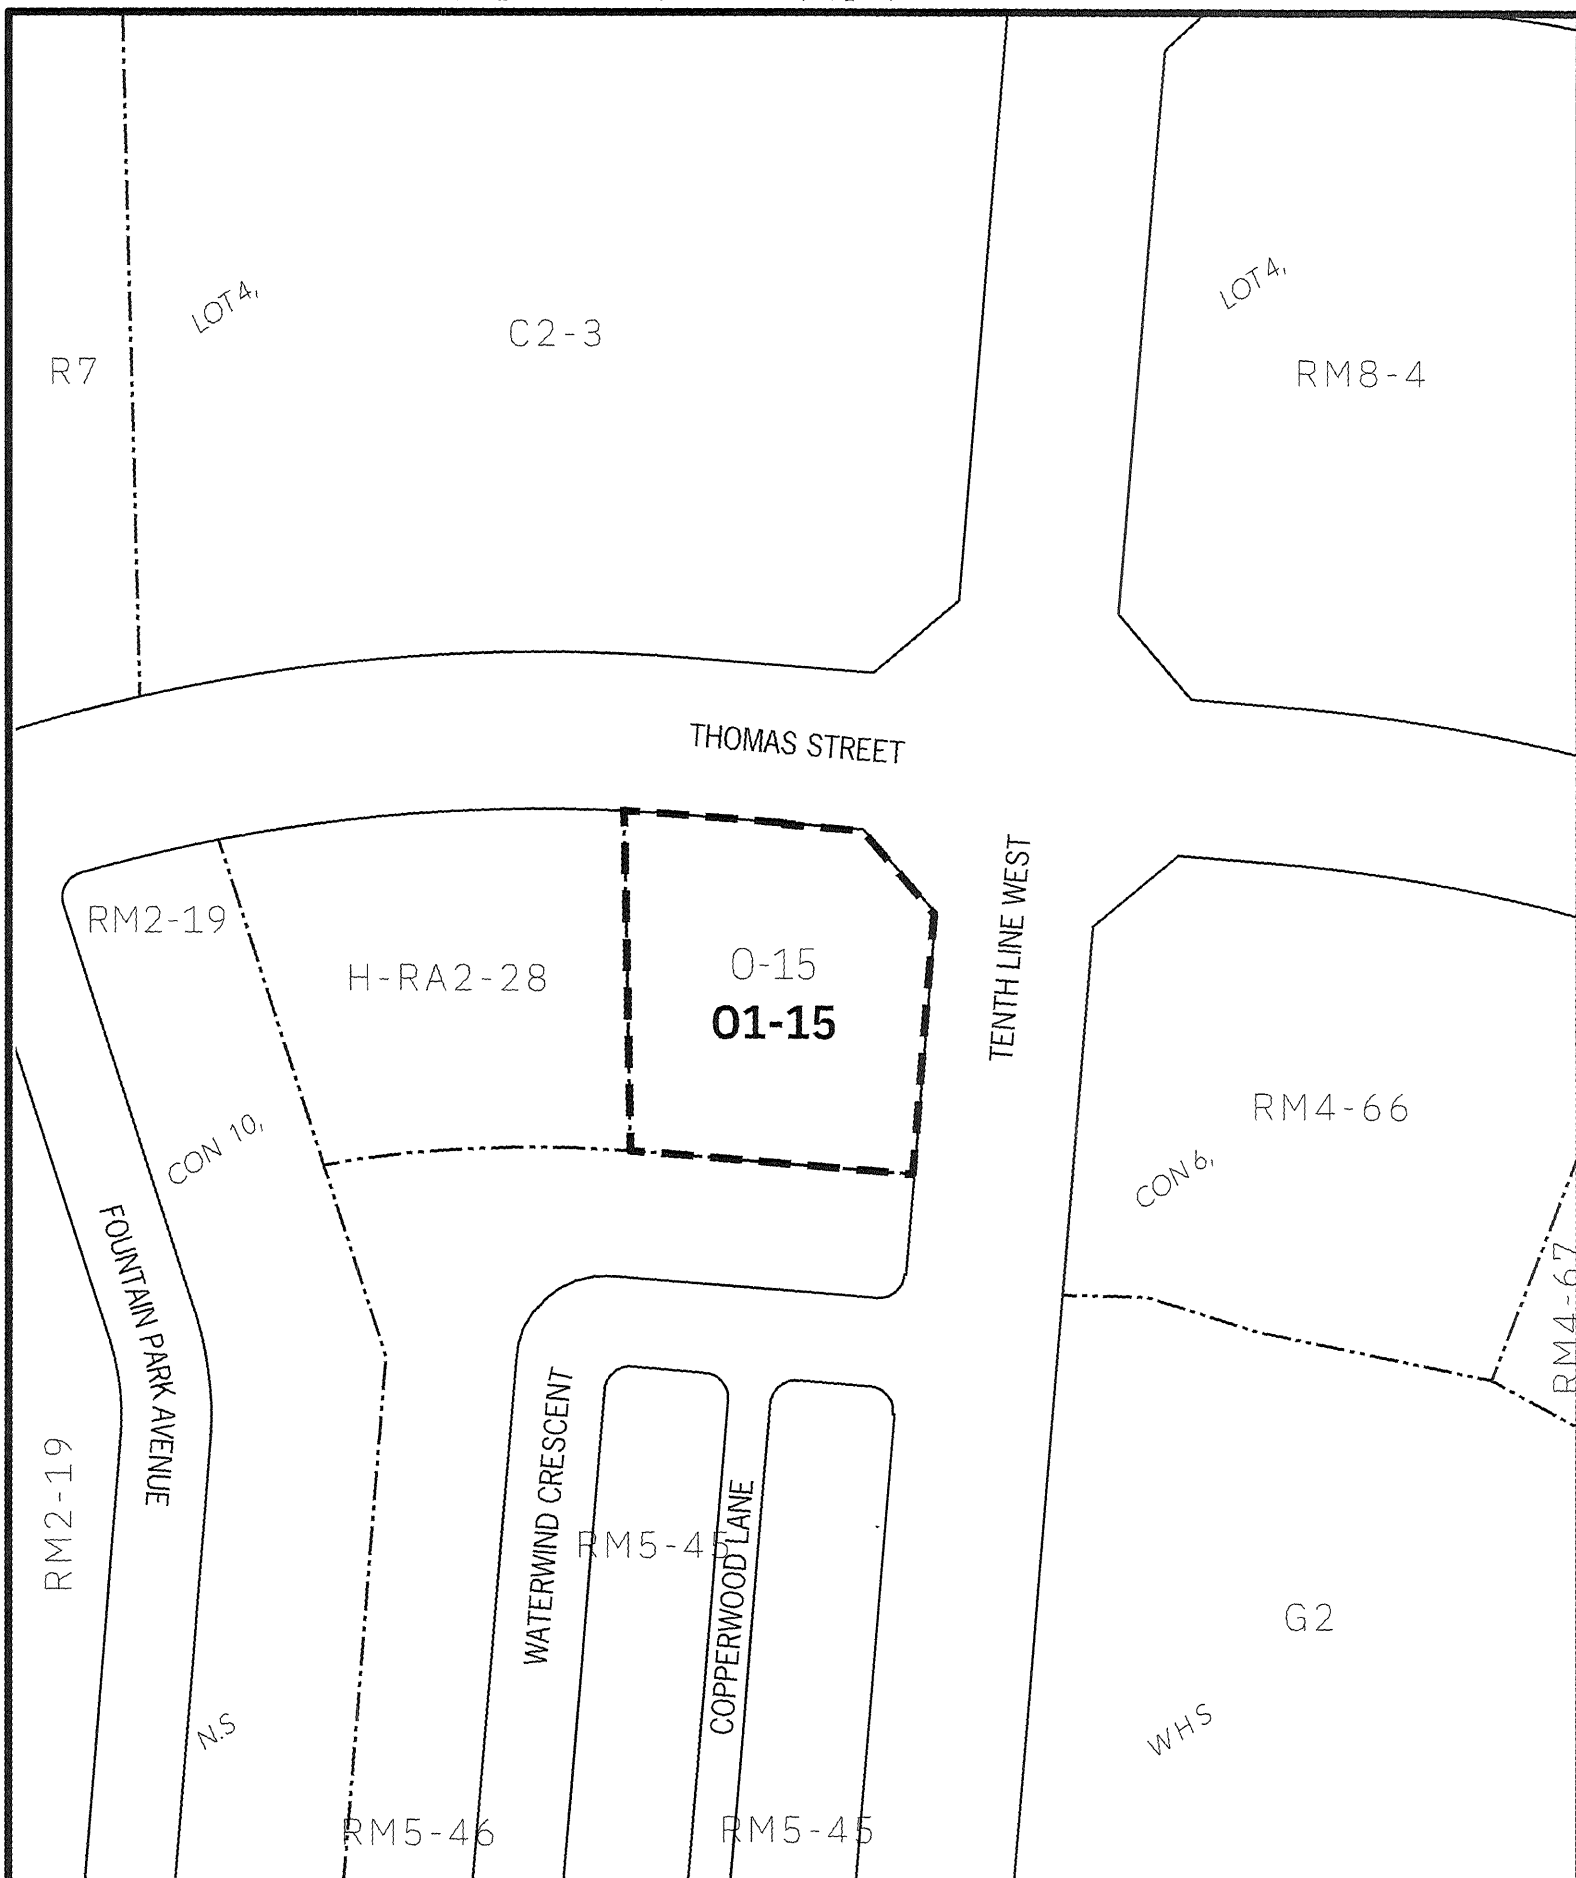 LOT 4,
LOT 4,
C2-3
R7
RM8-4
THOMAS STREET
TENTH LINE WEST
RM2-19
H-RA2-28
O-15
O1-15
RM4-66
CON 10,
CON 6,
FOUNTAIN PARK AVENUE
RM4-67
WATERWIND CRESCENT
RM2-19
COPPERWOOD LANE
RM5-45
G2
N.S
WHS
RM5-46
RM5-45